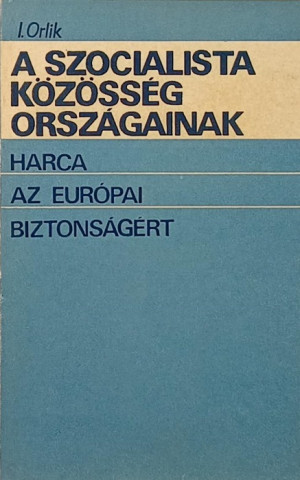 I. Orlik
A SZOCIALISTA
KÖZÖSSÉG
ORSZÁGAINAK
HARCA
AZ EURÓPAI
BIZTONSÁGÉRT